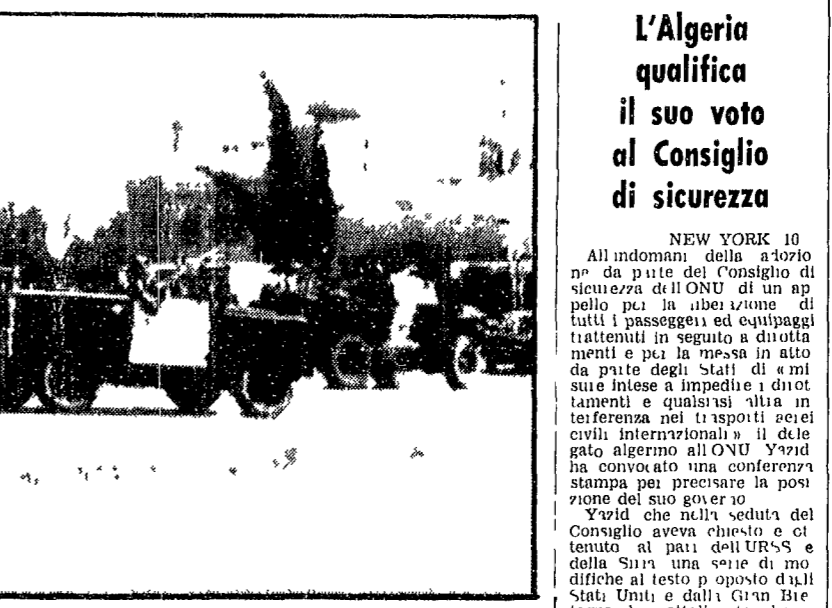 L'Algeria
qualifica
il suo voto
al Consiglio
di sicurezza
NEW YORK 10
All indomani della adozio
ne da parte del Consiglio di
sicurezza dell ONU di un ap
pello per la liberazione di
tutti i passeggeri ed equipaggi
trattenuti in seguito a dirotta
menti e per la messa in atto
da parte degli Stati di « mi
sure intese a impedire i dirot
tamenti e qualsiasi altra in
terferenza nei trasporti aerei
civili internazionali » il dele
gato algerino all ONU Yazid
ha convocato una conferenza
stampa per precisare la posi
zione del suo governo
Yazid che nella seduta del
Consiglio aveva chiesto e ot
tenuto al pari dell URSS e
della Siria una serie di mo
difiche al testo proposto dagli
Stati Uniti e dalla Gran Bre